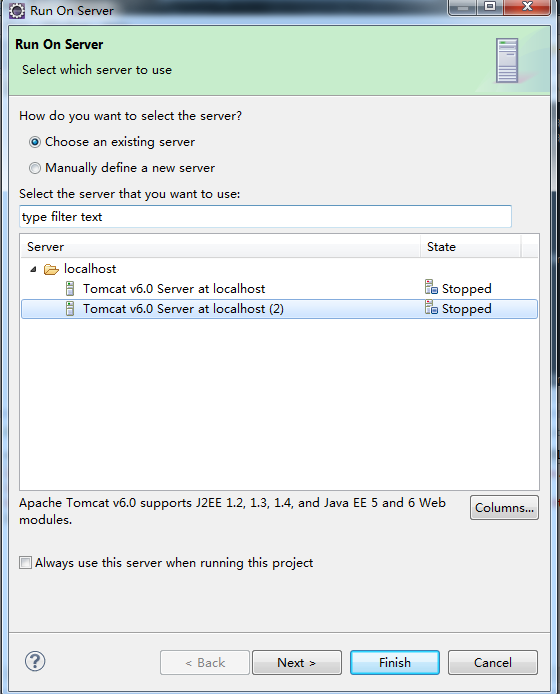 Run On Server
Run On Server
Select which server to use
How do you want to select the server?
Choose an existing server
Manually define a new server
Select the server that you want to use:
type filter text
Server State
localhost
Tomcat v6.0 Server at localhost Stopped
Tomcat v6.0 Server at localhost (2) Stopped
Apache Tomcat v6.0 supports J2EE 1.2, 1.3, 1.4, and Java EE 5 and 6 Web
modules.
Columns...
Always use this server when running this project
? < Back Next > Finish Cancel